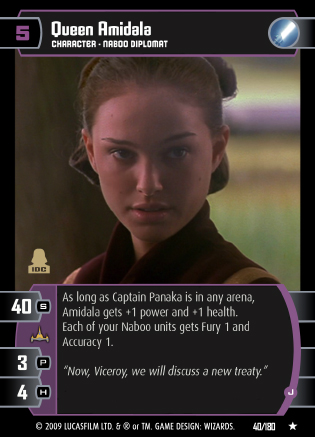 5
Queen Amidala
CHARACTER - NABOO DIPLOMAT
IDC
40 S
As long as Captain Panaka is in any arena,
Amidala gets +1 power and +1 health.
Each of your Naboo units gets Fury 1 and
Accuracy 1.
3 P
"Now, Viceroy, we will discuss a new treaty."
4 H
J
© 2009 LUCASFILM LTD. & ® or TM. GAME DESIGN: WIZARDS. 40/180